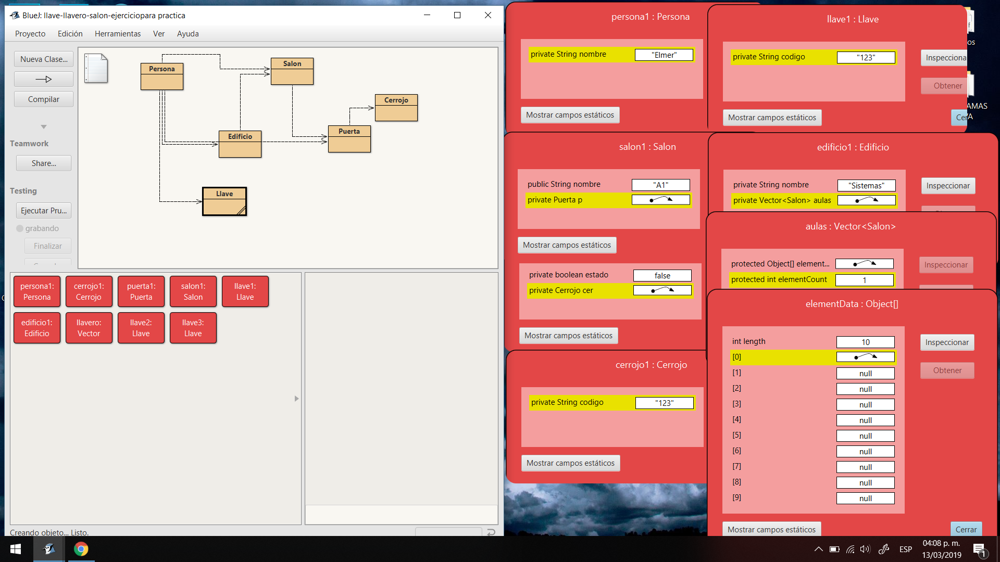 BlueJ: llave-llavero-salon-ejerciciopara practica
Proyecto Edición Herramientas Ver Ayuda
Nueva Clase...
Compilar
Teamwork
Share...
Testing
Ejecutar Pru...
grabando
Finalizar
Persona
Salon
Cerrojo
Edificio
Puerta
Llave
persona1:
Persona
cerrojo1:
Cerrojo
puerta1:
Puerta
salon1:
Salon
llave1:
Llave
edificio1:
Edificio
llavero:
Vector
llave2:
Llave
llave3:
Llave
Creando objeto... Listo.
persona1 : Persona
private String nombre "Elmer"
Mostrar campos estáticos
llave1 : Llave
private String codigo "123"
Inspecciona
Obtener
Mostrar campos estáticos
Cer
os
AMAS
VA
salon1 : Salon
public String nombre "A1"
private Puerta p
Mostrar campos estáticos
private boolean estado false
private Cerrojo cer
Mostrar campos estáticos
cerrojo1 : Cerrojo
private String codigo "123"
Mostrar campos estáticos
edificio1 : Edificio
private String nombre "Sistemas"
private Vector<Salon> aulas
Inspeccionar
aulas : Vector<Salon>
protected Object[] element...
protected int elementCount 1
Inspeccionar
elementData : Object[]
int length 10
[0]
[1] null
[2] null
[3] null
[4] null
[5] null
[6] null
[7] null
[8] null
[9] null
Inspeccionar
Obtener
Mostrar campos estáticos
Cerrar
ESP
04:08 p. m.
13/03/2019
1